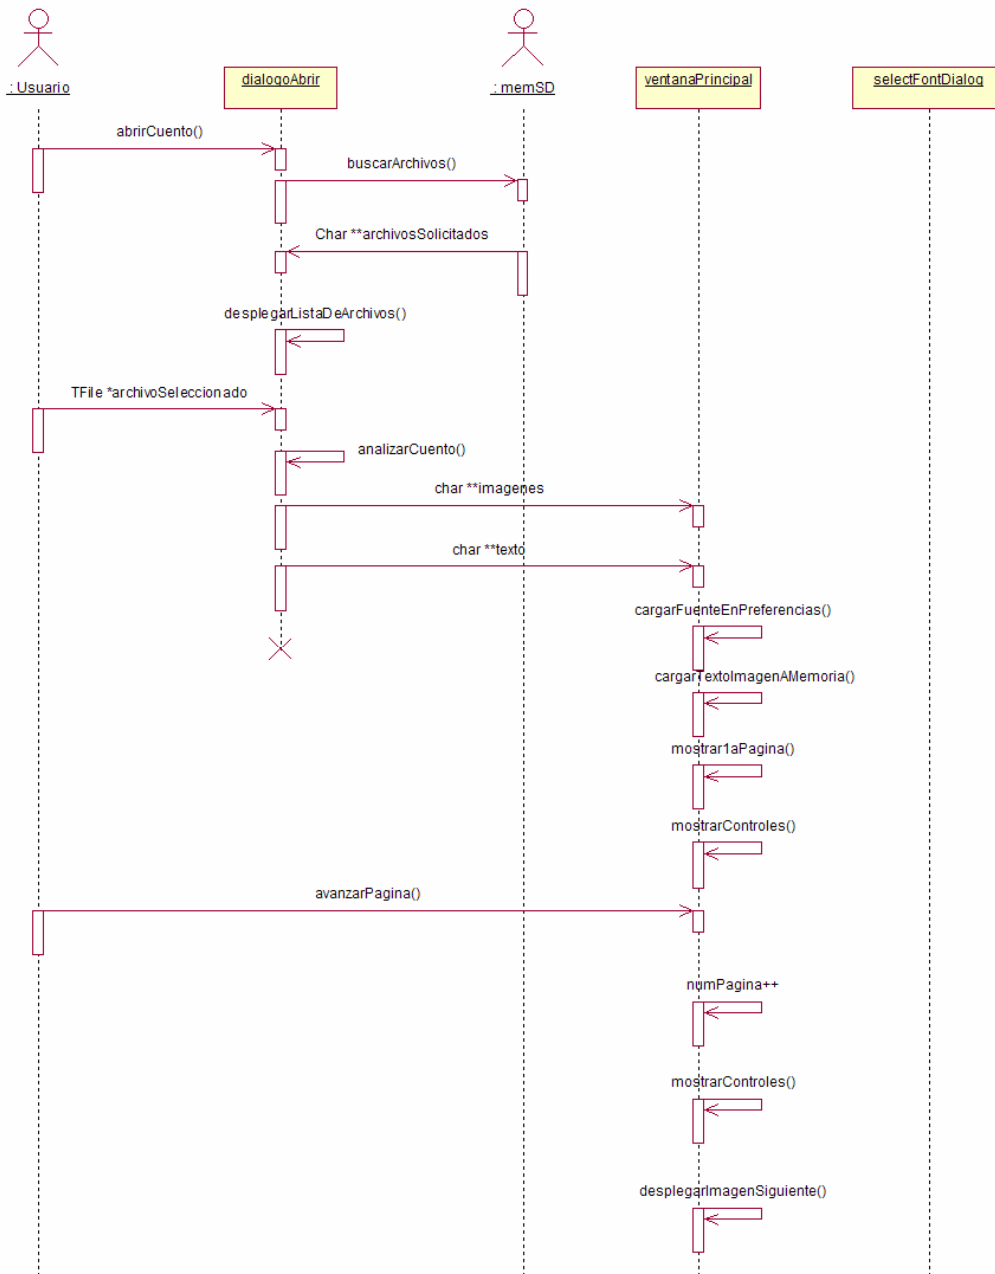 : Usuario
dialogoAbrir
: memSD
ventanaPrincipal
selectFontDialog
abrirCuento()
buscarArchivos()
Char **archivosSolicitados
desplegarListaDeArchivos()
TFile *archivoSeleccionado
analizarCuento()
char **imagenes
char **texto
cargarFuenteEnPreferencias()
cargarTextoImagenAMemoria()
mostrar1aPagina()
mostrarControles()
avanzarPagina()
numPagina++
mostrarControles()
desplegarImagenSiguiente()